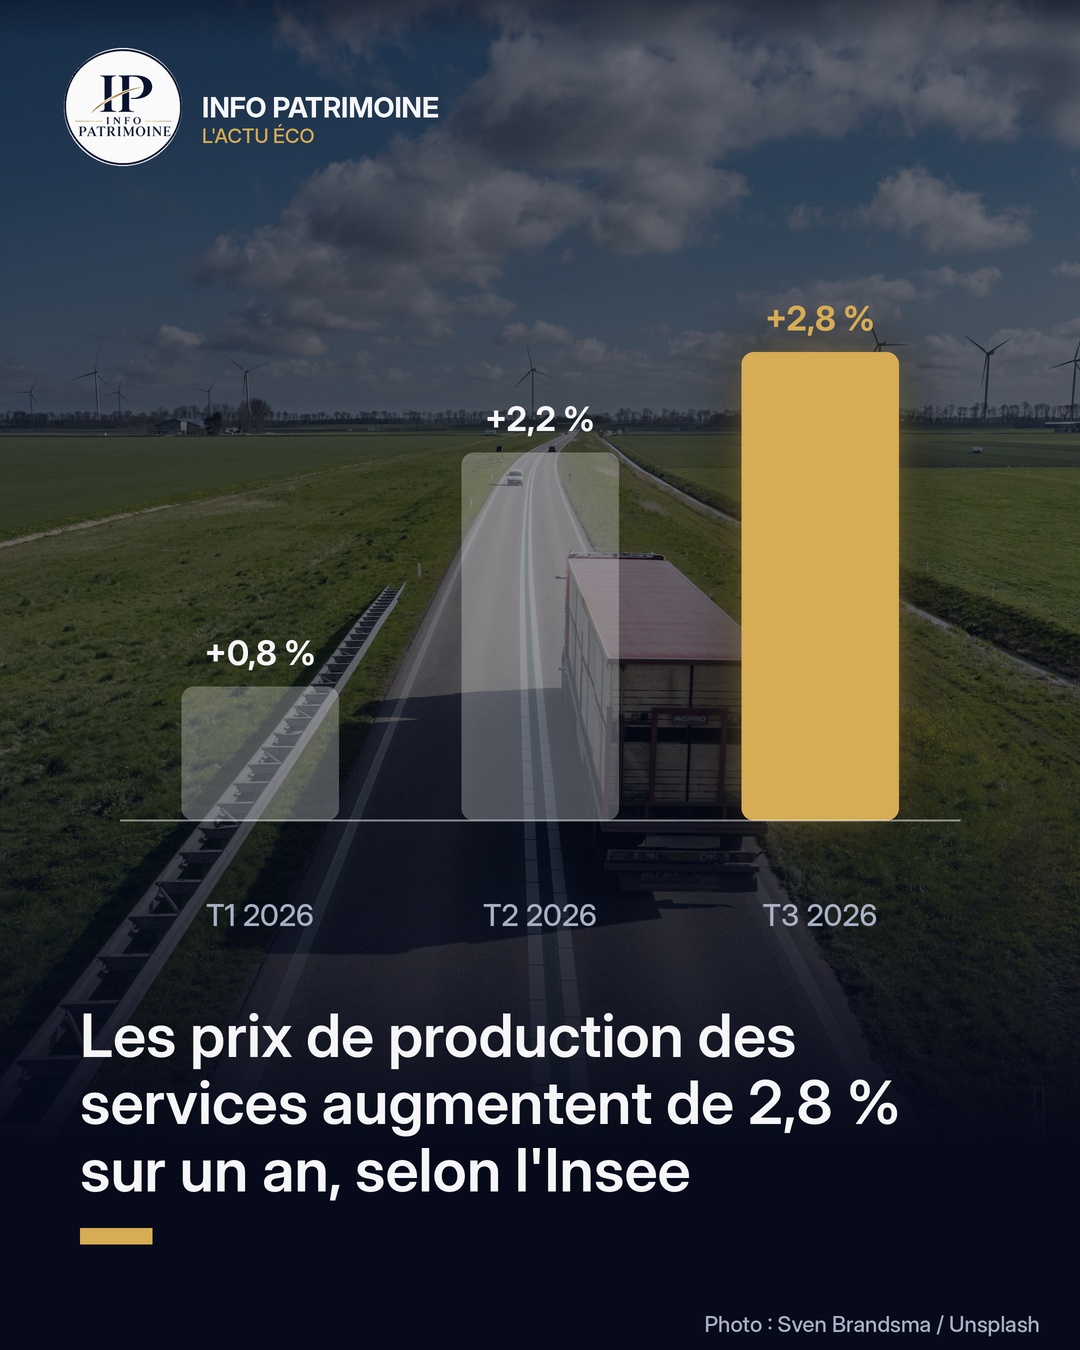 IP
INFO
PATRIMOINE
INFO PATRIMOINE
L'ACTU ÉCO
+2,8 %
+2,2 %
+0,8 %
T1 2026
T2 2026
T3 2026
Les prix de production des
services augmentent de 2,8 %
sur un an, selon l'Insee
Photo : Sven Brandsma / Unsplash